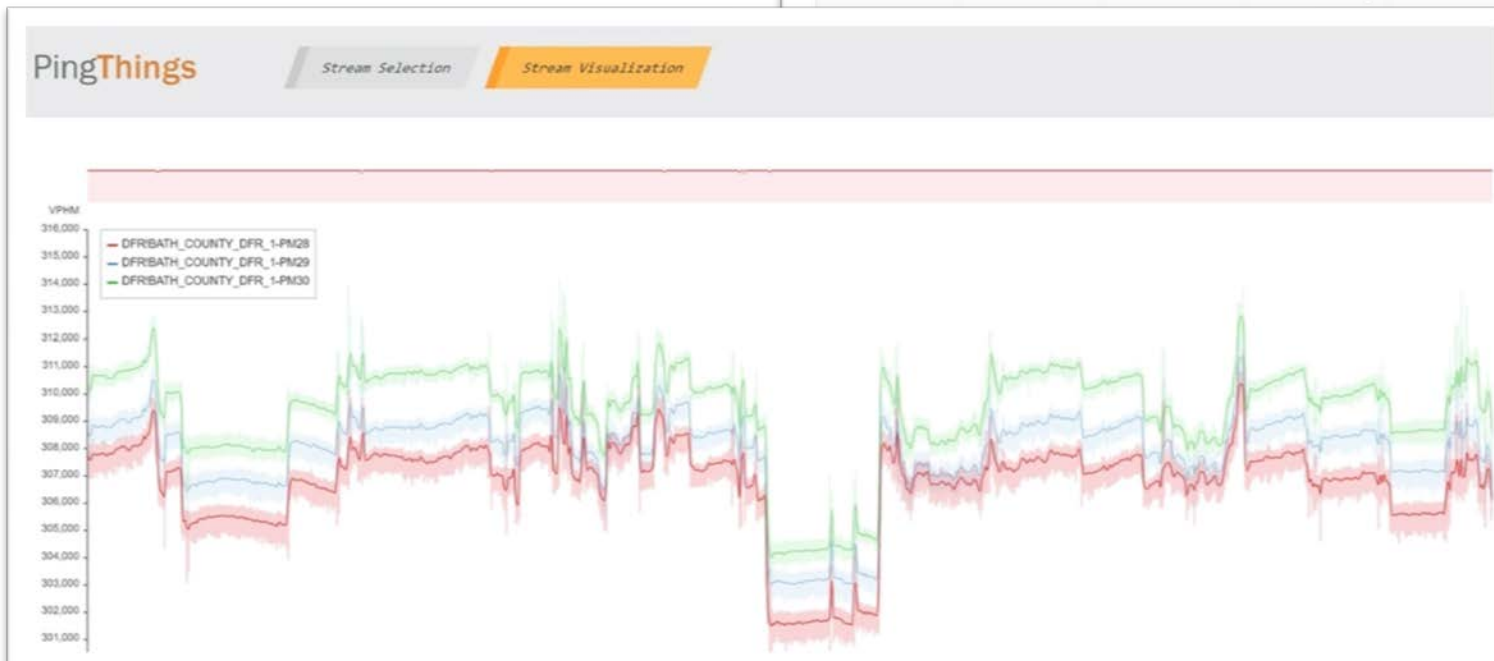 PingThings
Stream Selection
Stream Visualization
VPHM
316,000
315,000
314,000
313,000
312,000
311,000
310,000
309,000
308,000
307,000
306,000
305,000
304,000
303,000
302,000
301,000
DFR!BATH_COUNTY_DFR_1-PM28
DFR!BATH_COUNTY_DFR_1-PM29
DFR!BATH_COUNTY_DFR_1-PM30